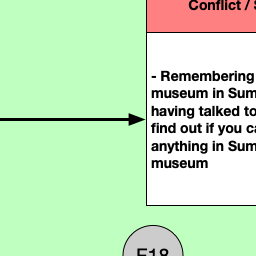 Conflict /
- Remembering
museum in Sum
having talked to
find out if you ca
anything in Sum
museum
E18